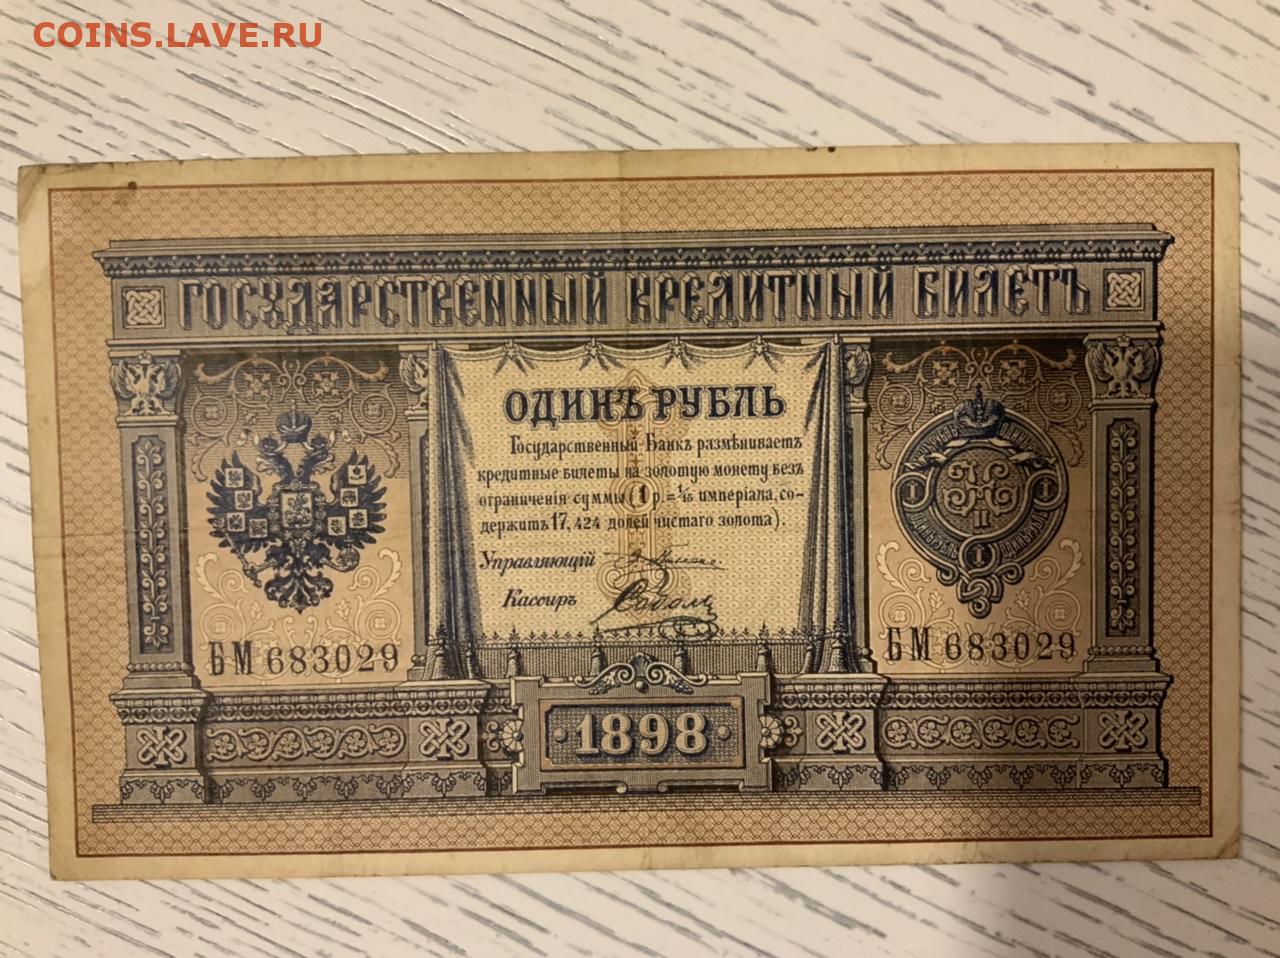 COINS.LAVE.RU
ГОСУДАРСТВЕННЫЙ КРЕДИТНЫЙ БИЛЕТЪ
ОДИНЪ РУБЛЬ
Государственный Банкъ размѣниваетъ
кредитные билеты на золотую монету безъ
ограниченія суммы (1 р.= 1/15 имперіала, со-
держитъ 17,424 долей чистаго золота).
Управляющій
Кассиръ
БМ 683029
БМ 683029
· 1898 ·